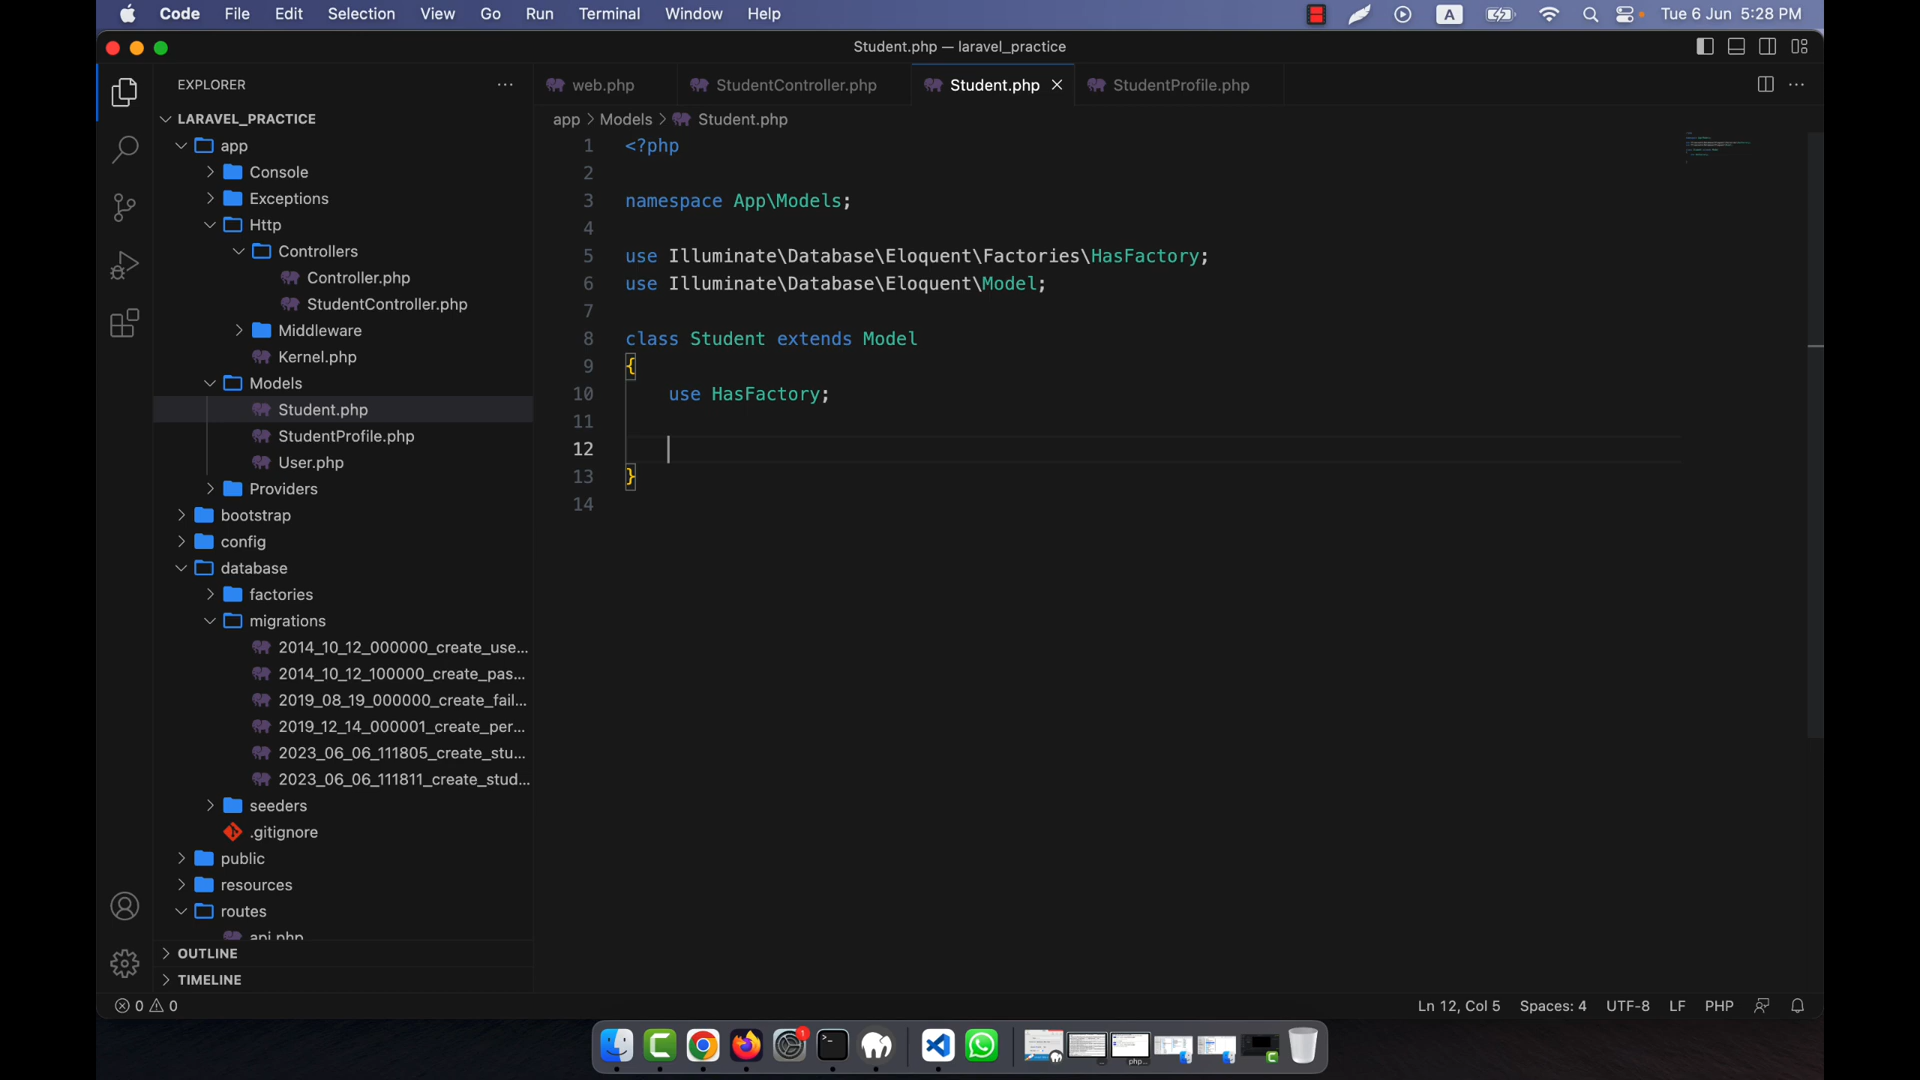 Code File Edit Selection View Go Run Terminal Window Help A Tue 6 Jun 5:28 PM
Student.php — laravel_practice
EXPLORER
LARAVEL_PRACTICE
app
Console
Exceptions
Http
Controllers
Controller.php
StudentController.php
Middleware
Kernel.php
Models
Student.php
StudentProfile.php
User.php
Providers
bootstrap
config
database
factories
migrations
2014_10_12_000000_create_use...
2014_10_12_100000_create_pas...
2019_08_19_000000_create_fail...
2019_12_14_000001_create_per...
2023_06_06_111805_create_stu...
2023_06_06_111811_create_stud...
seeders
.gitignore
public
resources
routes
api.php
OUTLINE
TIMELINE
web.php StudentController.php Student.php StudentProfile.php
app > Models > Student.php
1 <?php
2
3 namespace App\Models;
4
5 use Illuminate\Database\Eloquent\Factories\HasFactory;
6 use Illuminate\Database\Eloquent\Model;
7
8 class Student extends Model
9 {
10 use HasFactory;
11
12
13 }
14
0 0 Ln 12, Col 5 Spaces: 4 UTF-8 LF PHP
1
php...